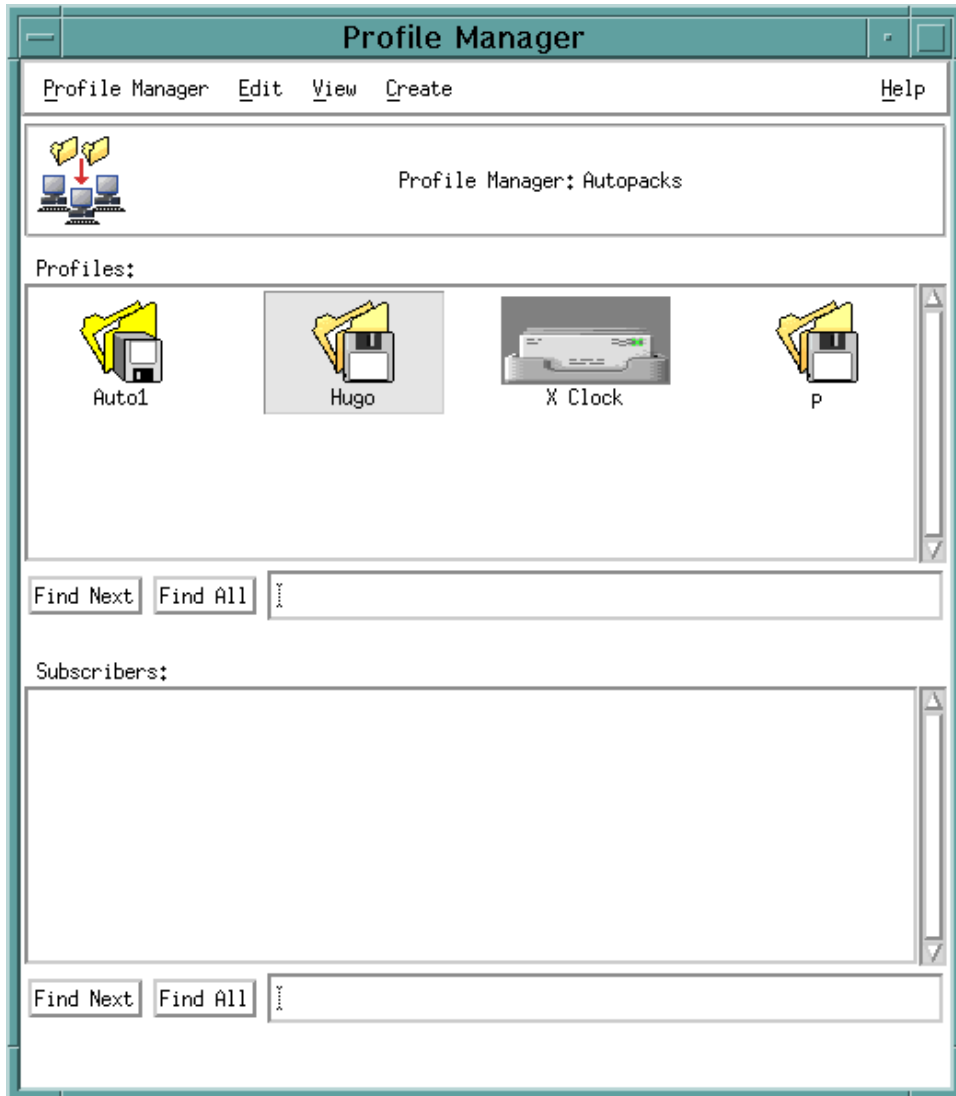 Profile Manager
Profile Manager Edit View Create Help
Profile Manager: Autopacks
Profiles:
Auto1 Hugo X Clock P
Find Next Find All
Subscribers:
Find Next Find All